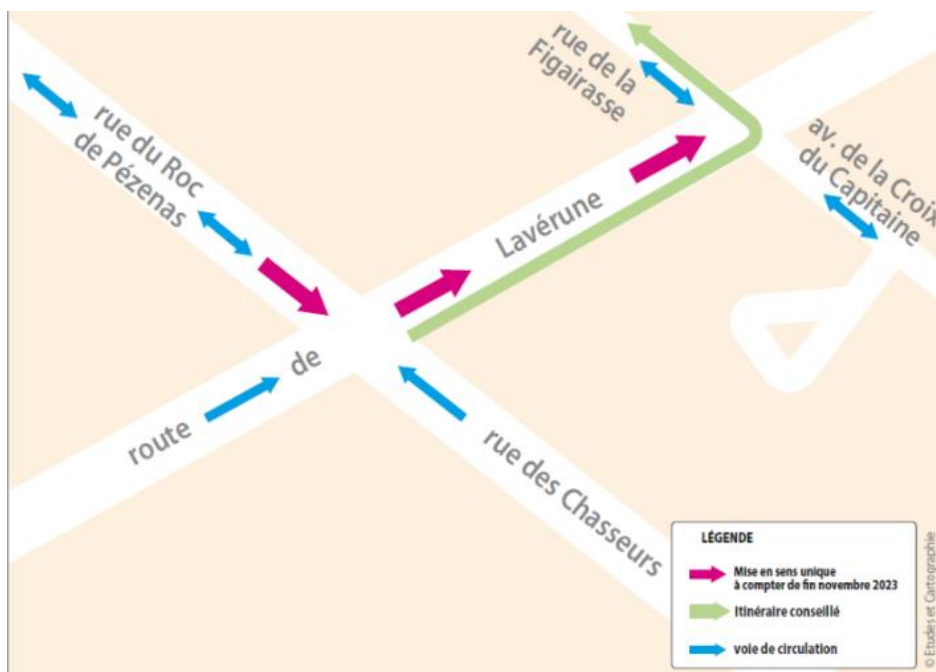 rue de la
Figairasse
rue du Roc
de Pézenas
av. de la Croix
du Capitaine
route de Lavérune
rue des Chasseurs
LÉGENDE
Mise en sens unique
à compter de fin novembre 2023
Itinéraire conseillé
voie de circulation
© Etudes et Cartographie